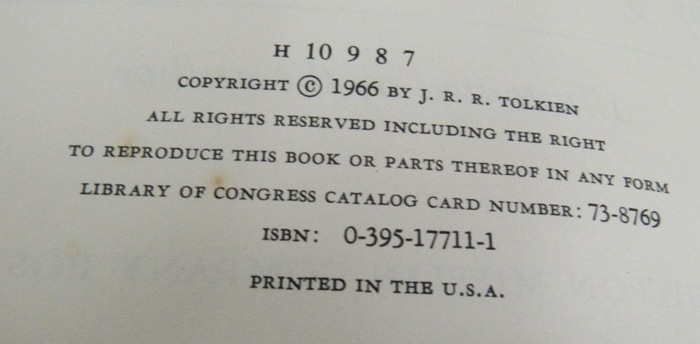 H 10 9 8 7
COPYRIGHT © 1966 BY J. R. R. TOLKIEN
ALL RIGHTS RESERVED INCLUDING THE RIGHT
TO REPRODUCE THIS BOOK OR PARTS THEREOF IN ANY FORM
LIBRARY OF CONGRESS CATALOG CARD NUMBER: 73-8769
ISBN: 0-395-17711-1
PRINTED IN THE U.S.A.